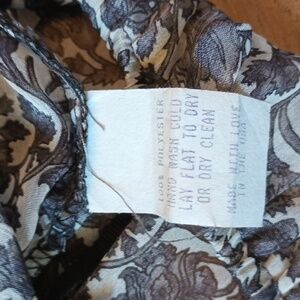 100% POLYESTER
HAND WASH COLD
LAY FLAT TO DRY
OR DRY CLEAN
MADE WITH LOVE
IN THE USA